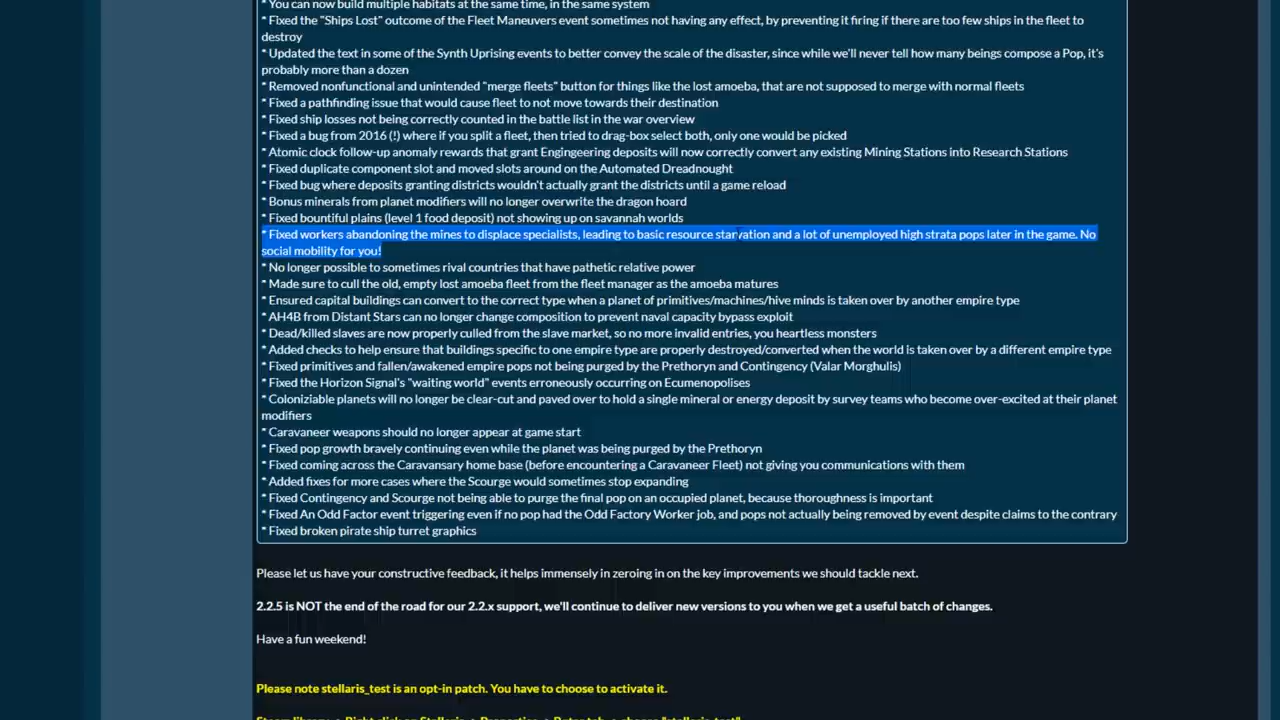 * You can now build multiple habitats at the same time, in the same system
* Fixed the "Ships Lost" outcome of the Fleet Maneuvers event sometimes not having any effect, by preventing it firing if there are too few ships in the fleet to
destroy
* Updated the text in some of the Synth Uprising events to better convey the scale of the disaster, since while we'll never tell how many beings compose a Pop, it's
probably more than a dozen
* Removed nonfunctional and unintended "merge fleets" button for things like the lost amoeba, that are not supposed to merge with normal fleets
* Fixed a pathfinding issue that would cause fleet to not move towards their destination
* Fixed ship losses not being correctly counted in the battle list in the war overview
* Fixed a bug from 2016 (!) where if you split a fleet, then tried to drag-box select both, only one would be picked
* Atomic clock follow-up anomaly rewards that grant Engingeering deposits will now correctly convert any existing Mining Stations into Research Stations
* Fixed duplicate component slot and moved slots around on the Automated Dreadnought
* Fixed bug where deposits granting districts wouldn't actually grant the districts until a game reload
* Bonus minerals from planet modifiers will no longer overwrite the dragon hoard
* Fixed bountiful plains (level 1 food deposit) not showing up on savannah worlds
* Fixed workers abandoning the mines to displace specialists, leading to basic resource starvation and a lot of unemployed high strata pops later in the game. No
social mobility for you!
* No longer possible to sometimes rival countries that have pathetic relative power
* Made sure to cull the old, empty lost amoeba fleet from the fleet manager as the amoeba matures
* Ensured capital buildings can convert to the correct type when a planet of primitives/machines/hive minds is taken over by another empire type
* AH4B from Distant Stars can no longer change composition to prevent naval capacity bypass exploit
* Dead/killed slaves are now properly culled from the slave market, so no more invalid entries, you heartless monsters
* Added checks to help ensure that buildings specific to one empire type are properly destroyed/converted when the world is taken over by a different empire type
* Fixed primitives and fallen/awakened empire pops not being purged by the Prethoryn and Contingency (Valar Morghulis)
* Fixed the Horizon Signal's "waiting world" events erroneously occurring on Ecumenopolises
* Coloniziable planets will no longer be clear-cut and paved over to hold a single mineral or energy deposit by survey teams who become over-excited at their planet
modifiers
* Caravaneer weapons should no longer appear at game start
* Fixed pop growth bravely continuing even while the planet was being purged by the Prethoryn
* Fixed coming across the Caravansary home base (before encountering a Caravaneer Fleet) not giving you communications with them
* Added fixes for more cases where the Scourge would sometimes stop expanding
* Fixed Contingency and Scourge not being able to purge the final pop on an occupied planet, because thoroughness is important
* Fixed An Odd Factor event triggering even if no pop had the Odd Factory Worker job, and pops not actually being removed by event despite claims to the contrary
* Fixed broken pirate ship turret graphics
Please let us have your constructive feedback, it helps immensely in zeroing in on the key improvements we should tackle next.
2.2.5 is NOT the end of the road for our 2.2.x support, we'll continue to deliver new versions to you when we get a useful batch of changes.
Have a fun weekend!
Please note stellaris_test is an opt-in patch. You have to choose to activate it.